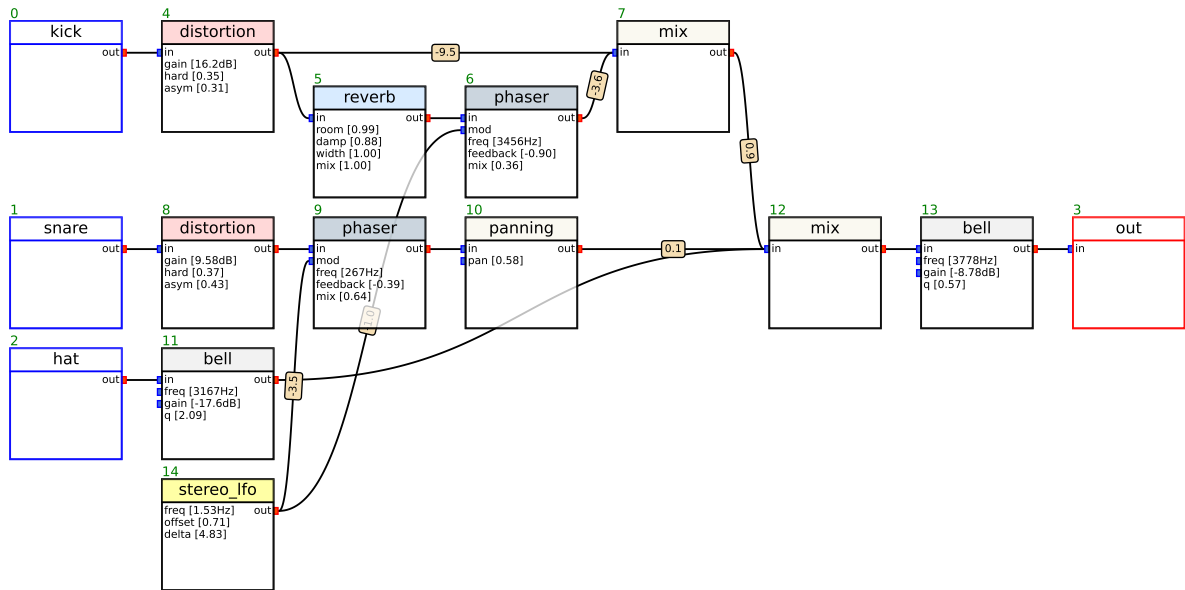 0
kick
out
4
distortion
in out
gain [16.2dB]
hard [0.35]
asym [0.31]
-9.5
7
mix
in out
5
reverb
in out
room [0.99]
damp [0.88]
width [1.00]
mix [1.00]
6
phaser
in out
mod
freq [3456Hz]
feedback [-0.90]
mix [0.36]
-3.6
0.9
1
snare
out
8
distortion
in out
gain [9.58dB]
hard [0.37]
asym [0.43]
9
phaser
in out
mod
freq [267Hz]
feedback [-0.39]
mix [0.64]
10
panning
in out
pan [0.58]
0.1
12
mix
in out
13
bell
in out
freq [3778Hz]
gain [-8.78dB]
q [0.57]
3
out
in
2
hat
out
11
bell
in out
freq [3167Hz]
gain [-17.6dB]
q [2.09]
-3.5
14
stereo_lfo
freq [1.53Hz] out
offset [0.71]
delta [4.83]